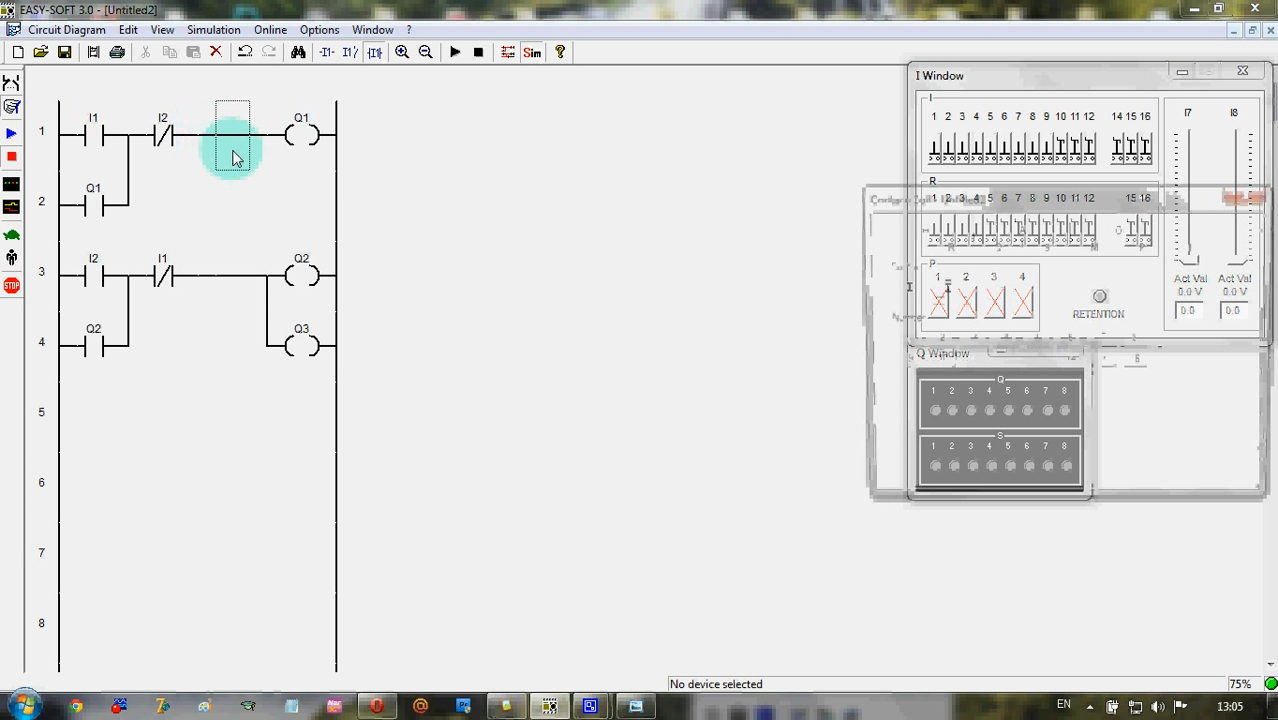 EASY-SOFT 3.0 - [Untitled2]
Circuit Diagram Edit View Simulation Online Options Window ?
Sim
STOP
1 I1 I2 Q1
2 Q1
3 I2 I1 Q2
4 Q2 Q3
5
6
7
8
I Window
I
1 2 3 4 5 6 7 8 9 10 11 12 14 15 16
R
1 2 3 4 5 6 7 8 9 10 11 12 15 16
P
1 2 3 4
RETENTION
I7 I8
Act Val Act Val
0.0 V 0.0 V
0.0 0.0
Q Window
Q
1 2 3 4 5 6 7 8
S
1 2 3 4 5 6 7 8
No device selected
75%
EN
13:05